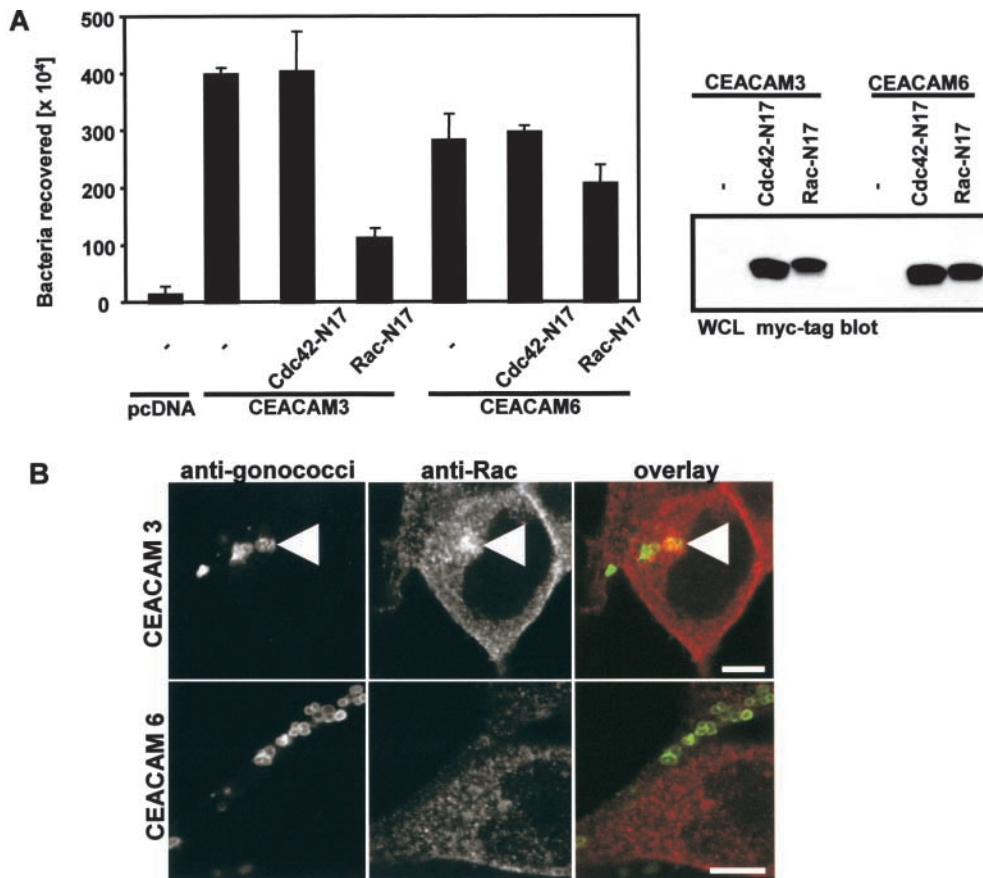 A
Bacteria recovered [x 10⁴]
500
400
300
200
100
0
-
-
Cdc42-N17
Rac-N17
-
Cdc42-N17
Rac-N17
pcDNA
CEACAM3
CEACAM6
CEACAM3
CEACAM6
-
Cdc42-N17
Rac-N17
-
Cdc42-N17
Rac-N17
WCL myc-tag blot
B
anti-gonococci
anti-Rac
overlay
CEACAM 3
CEACAM 6